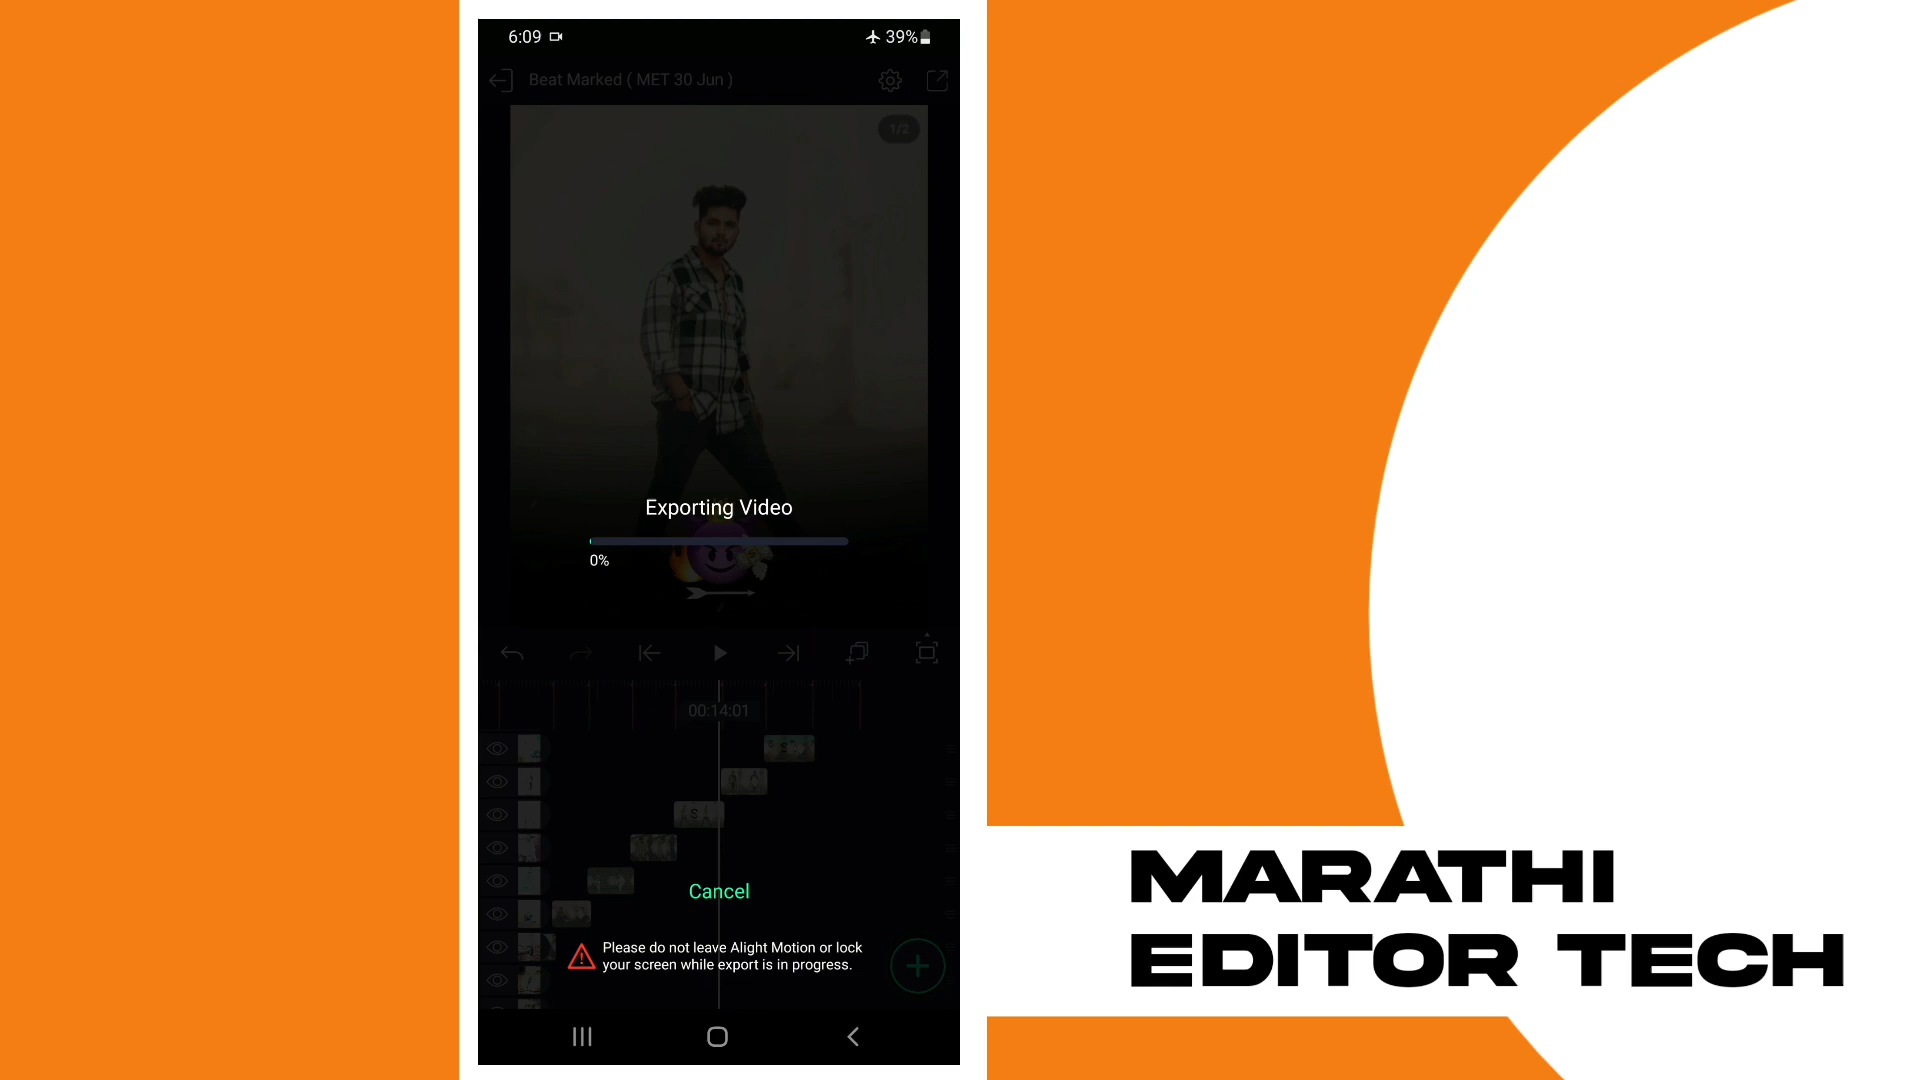 6:09
39%
Beat Marked ( MET 30 Jun )
1/2
Exporting Video
0%
00:14:01
S
S
Cancel
Please do not leave Alight Motion or lock
your screen while export is in progress.
MARATHI
EDITOR TECH